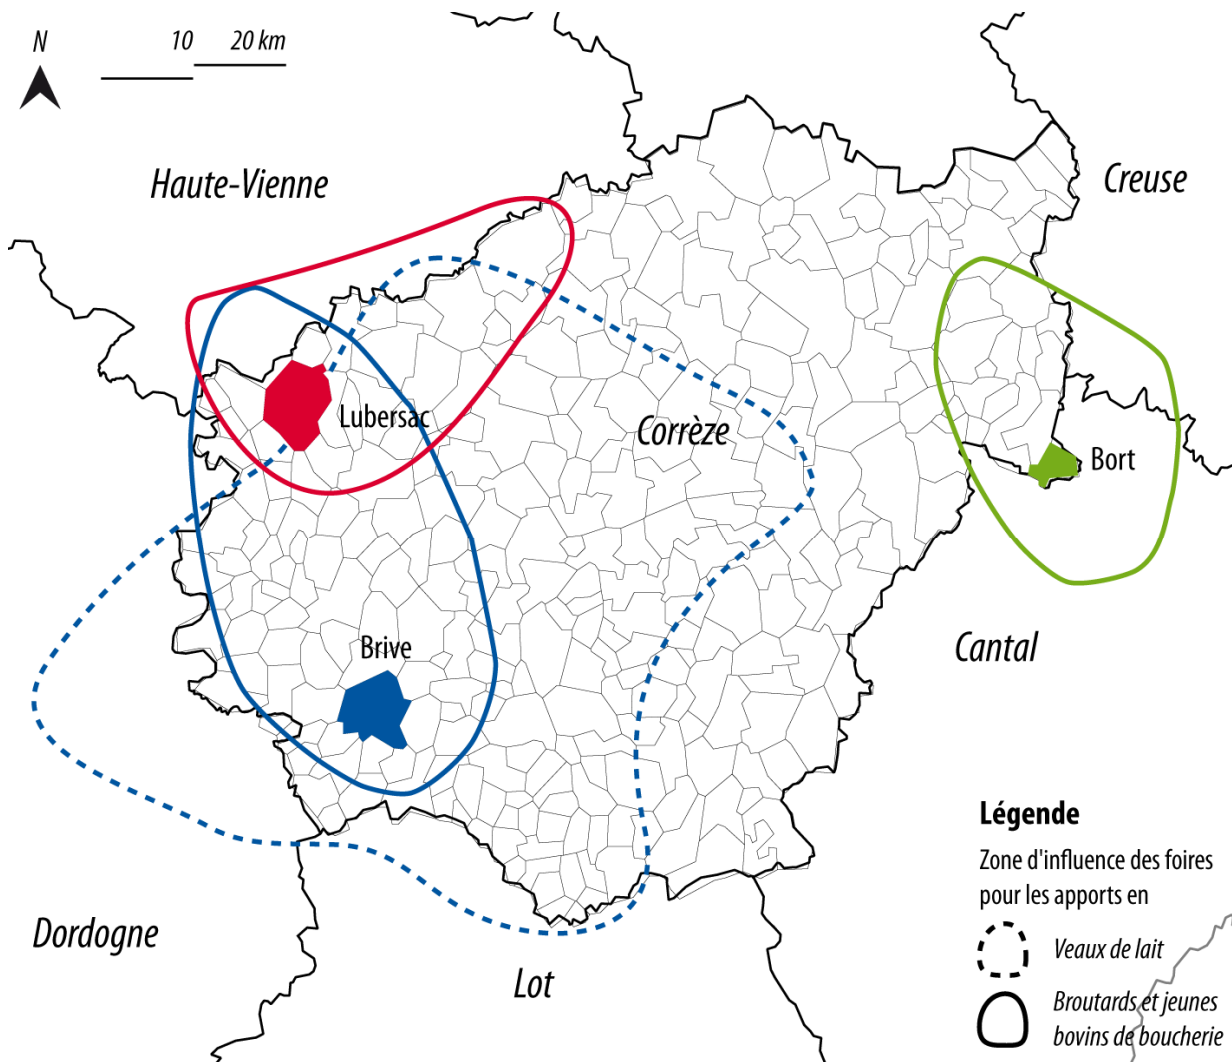 N
10 20 km
Haute-Vienne
Creuse
Lubersac
Corrèze
Bort
Brive
Cantal
Légende
Zone d'influence des foires
pour les apports en
Veaux de lait
Broutards et jeunes
bovins de boucherie
Dordogne
Lot